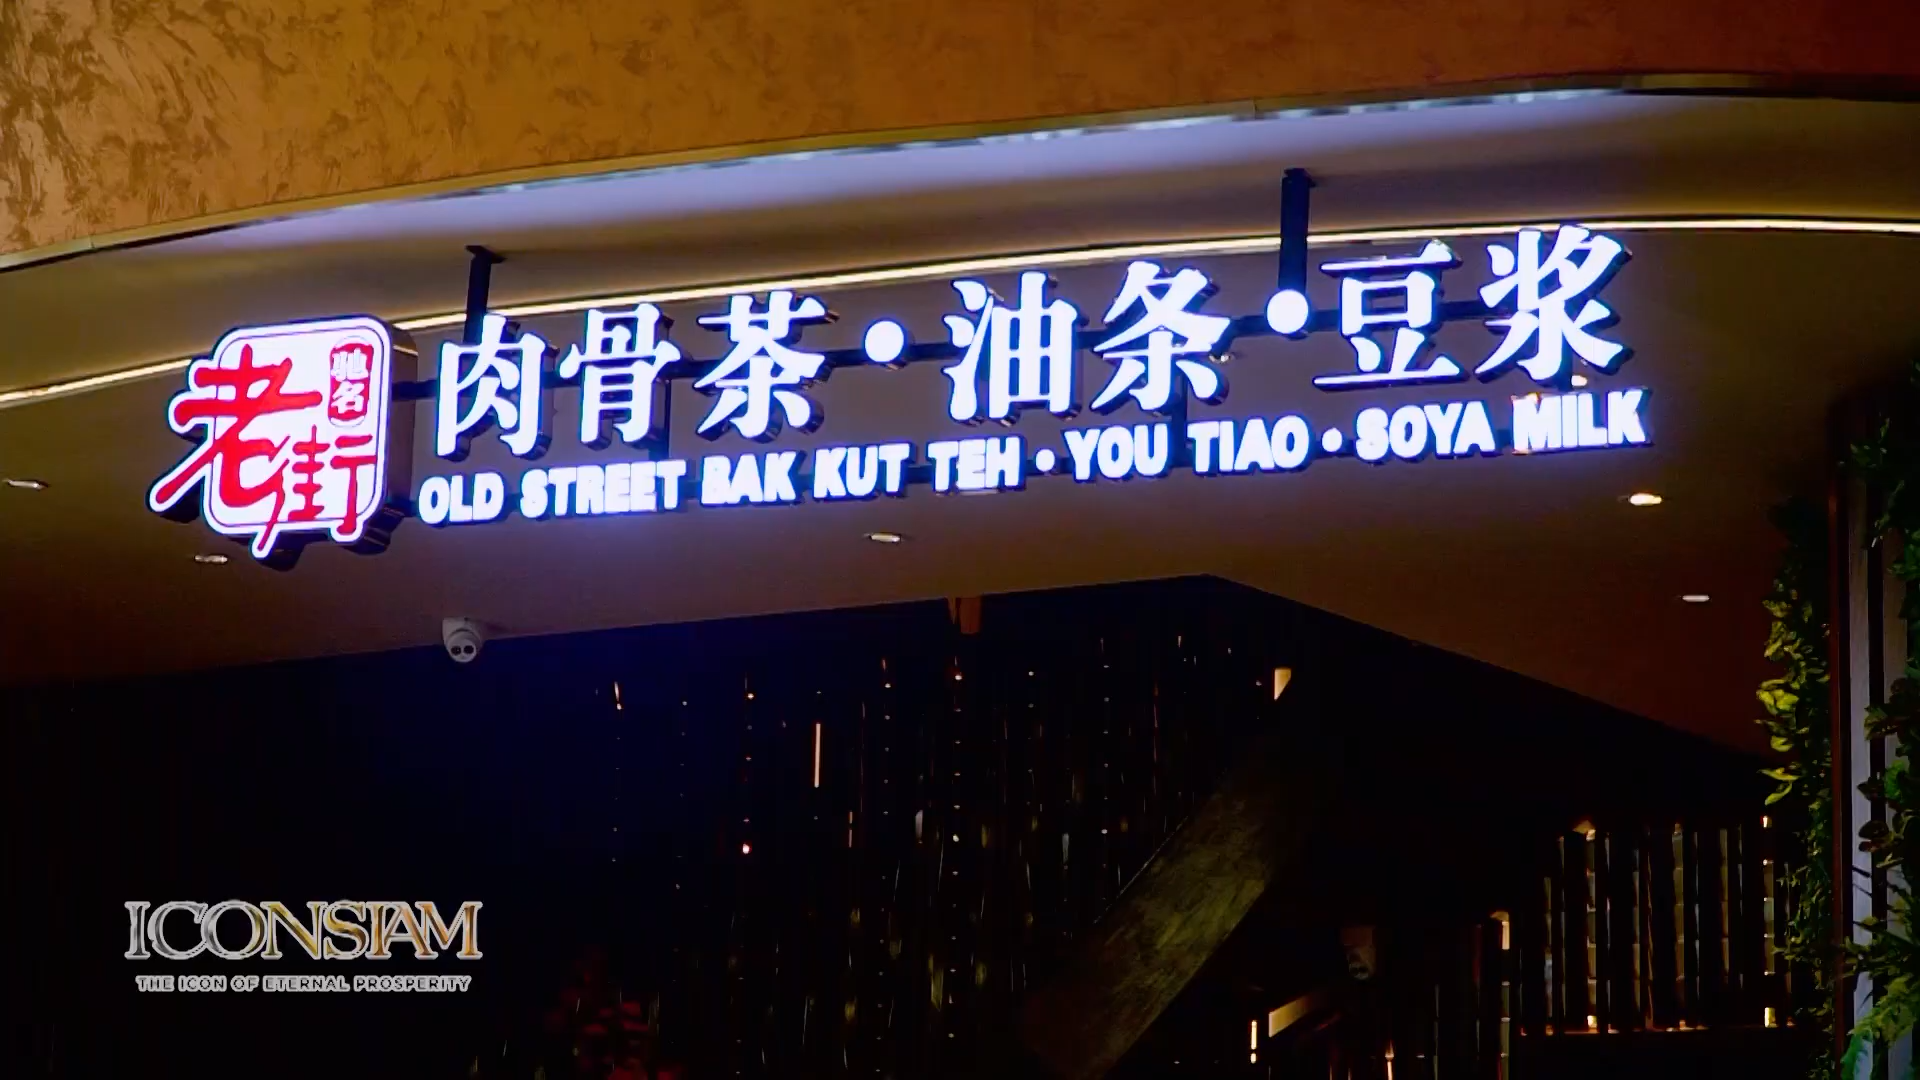 老街
驰名
肉骨茶·油条·豆浆
OLD STREET BAK KUT TEH·YOU TIAO·SOYA MILK
ICONSIAM
THE ICON OF ETERNAL PROSPERITY